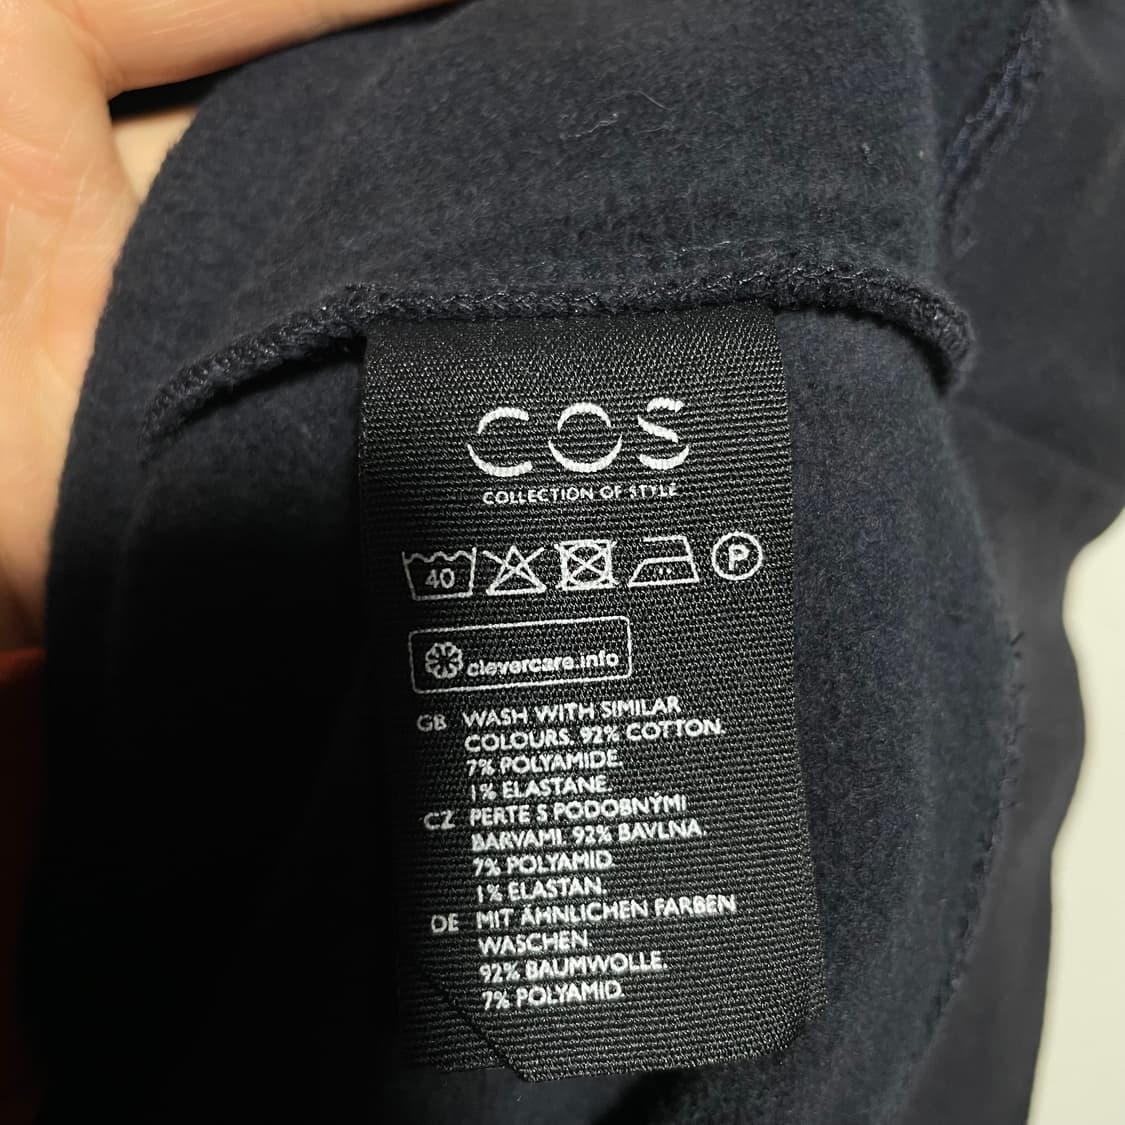 COS
COLLECTION OF STYLE
40 P
clevercare.info
GB WASH WITH SIMILAR
COLOURS. 92% COTTON.
7% POLYAMIDE.
1% ELASTANE.
CZ PERTE S PODOBNÝMI
BARVAMI. 92% BAVLNA.
7% POLYAMID.
1% ELASTAN.
DE MIT ÄHNLICHEN FARBEN
WASCHEN.
92% BAUMWOLLE.
7% POLYAMID.